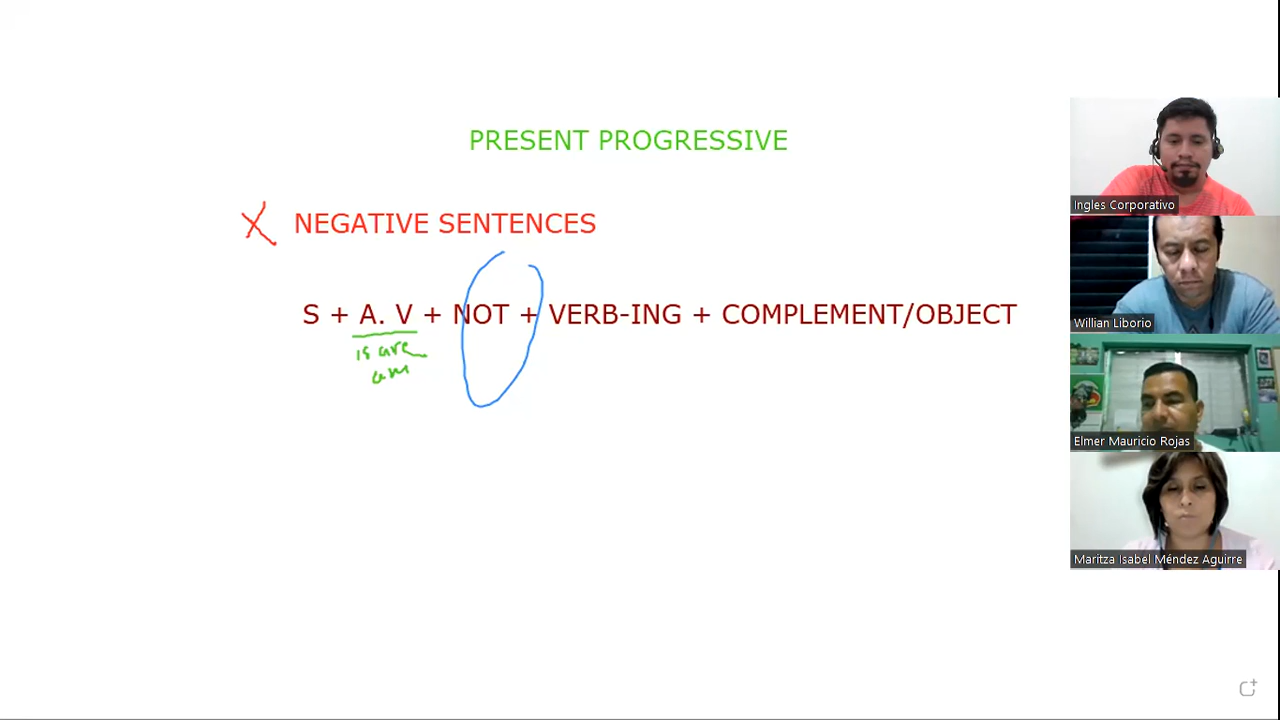 PRESENT PROGRESSIVE
X NEGATIVE SENTENCES
S + A. V + NOT + VERB-ING + COMPLEMENT/OBJECT
is are
am
Ingles Corporativo
Willian Liborio
Elmer Mauricio Rojas
Maritza Isabel Méndez Aguirre